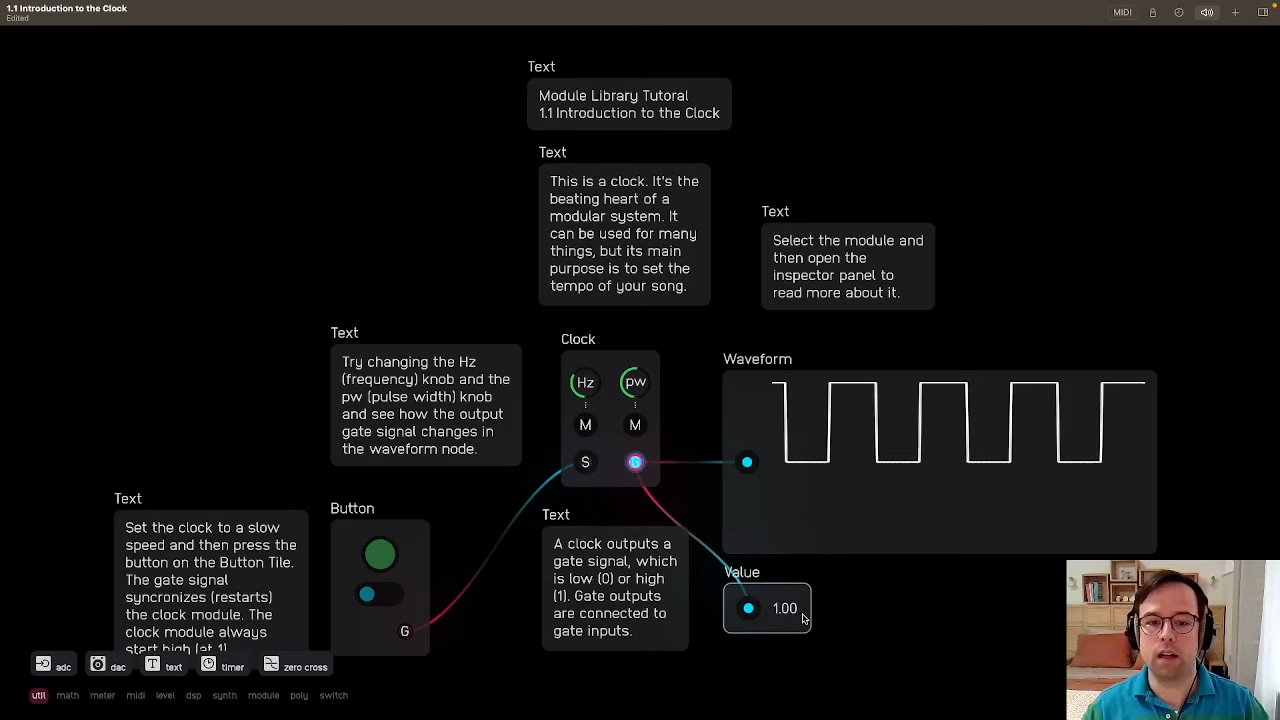 1.1 Introduction to the Clock
Edited
MIDI
Text
Module Library Tutoral
1.1 Introduction to the Clock
Text
This is a clock. It's the
beating heart of a
modular system. It
can be used for many
things, but its main
purpose is to set the
tempo of your song.
Text
Select the module and
then open the
inspector panel to
read more about it.
Text
Try changing the Hz
(frequency) knob and the
pw (pulse width) knob
and see how the output
gate signal changes in
the waveform node.
Clock
Hz pw
M M
S G
Waveform
Text
Set the clock to a slow
speed and then press the
button on the Button Tile.
The gate signal
syncronizes (restarts)
the clock module. The
clock module always
start high (at 1).
Button
G
Text
A clock outputs a
gate signal, which
is low (0) or high
(1). Gate outputs
are connected to
gate inputs.
Value
1.00
adc dac T text timer zero cross
util math meter midi level dsp synth module poly switch